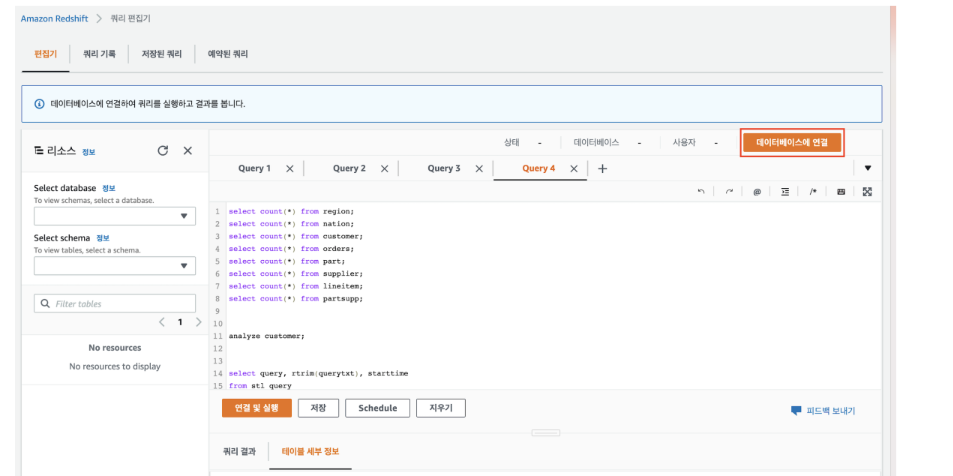 Amazon Redshift > 쿼리 편집기
편집기 쿼리 기록 저장된 쿼리 예약된 쿼리
데이터베이스에 연결하여 쿼리를 실행하고 결과를 봅니다.
상태 - 데이터베이스 - 사용자 - 데이터베이스에 연결
리소스 정보
Query 1 Query 2 Query 3 Query 4
Select database 정보
To view schemas, select a database.
Select schema 정보
To view tables, select a schema.
Filter tables
< 1 >
No resources
No resources to display
1 select count(*) from region;
2 select count(*) from nation;
3 select count(*) from customer;
4 select count(*) from orders;
5 select count(*) from part;
6 select count(*) from supplier;
7 select count(*) from lineitem;
8 select count(*) from partsupp;
9
10
11 analyze customer;
12
13
14 select query, rtrim(querytxt), starttime
15 from stl query
연결 및 실행 저장 Schedule 지우기
피드백 보내기
쿼리 결과 테이블 세부 정보